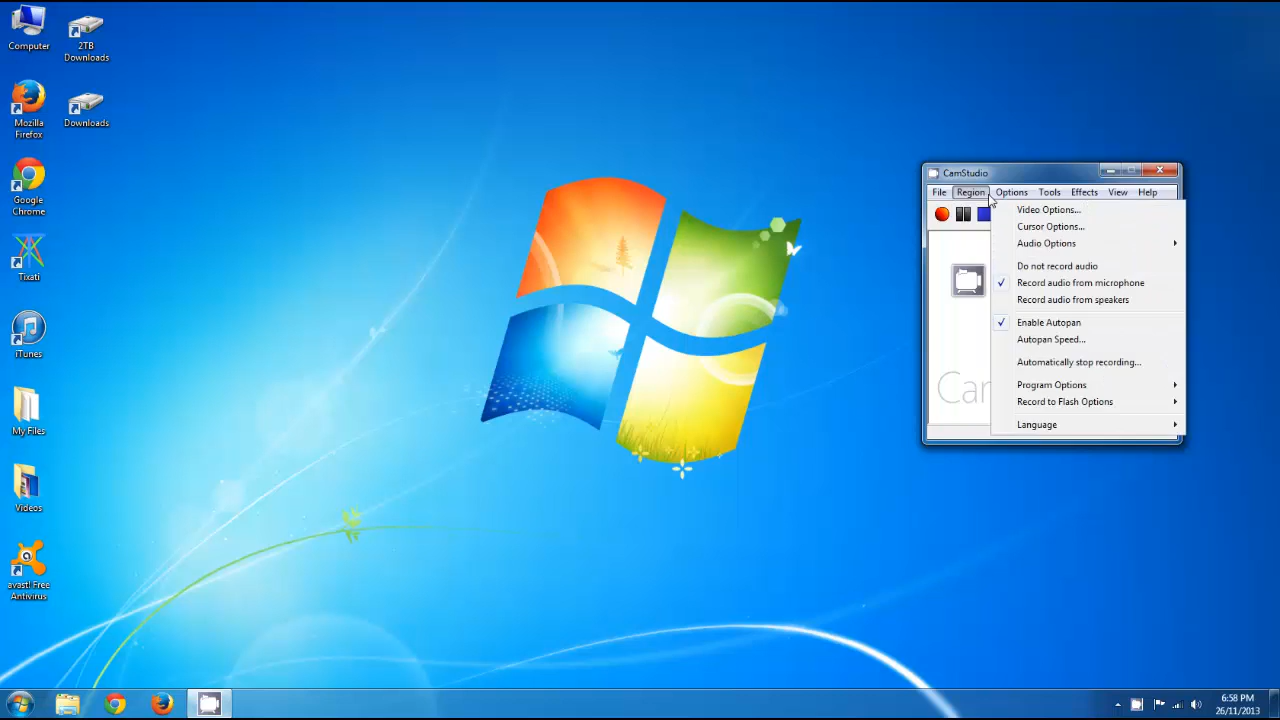 Computer
2TB
Downloads
Mozilla
Firefox
Downloads
Google
Chrome
Tixati
iTunes
My Files
Videos
avast! Free
Antivirus
CamStudio
File Region Options Tools Effects View Help
Video Options...
Cursor Options...
Audio Options
Do not record audio
Record audio from microphone
Record audio from speakers
Enable Autopan
Autopan Speed...
Automatically stop recording...
Program Options
Record to Flash Options
Language
Cam
6:58 PM
26/11/2013